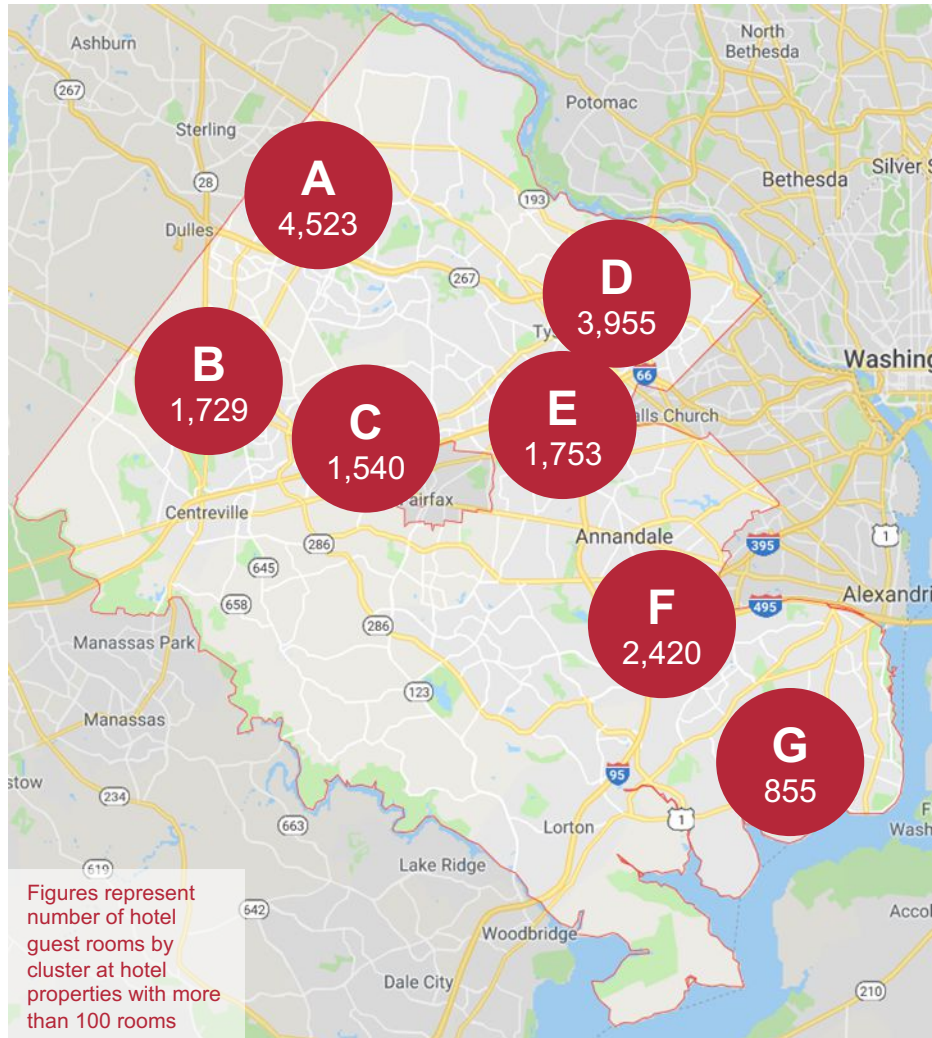 Ashburn
North
Bethesda
267
Potomac
Sterling
A
4,523
28
193
Bethesda
Silver S
Dulles
267
D
3,955
Tys
B
1,729
66
Washing
C
1,540
E
1,753
alls Church
Centreville
Fairfax
286
Annandale
395
1
645
658
286
F
2,420
495
Alexandri
Manassas Park
123
Manassas
G
855
stow
95
234
663
Lorton
1
F
Wash
Lake Ridge
619
642
Woodbridge
Accol
Dale City
210
Figures represent
number of hotel
guest rooms by
cluster at hotel
properties with more
than 100 rooms